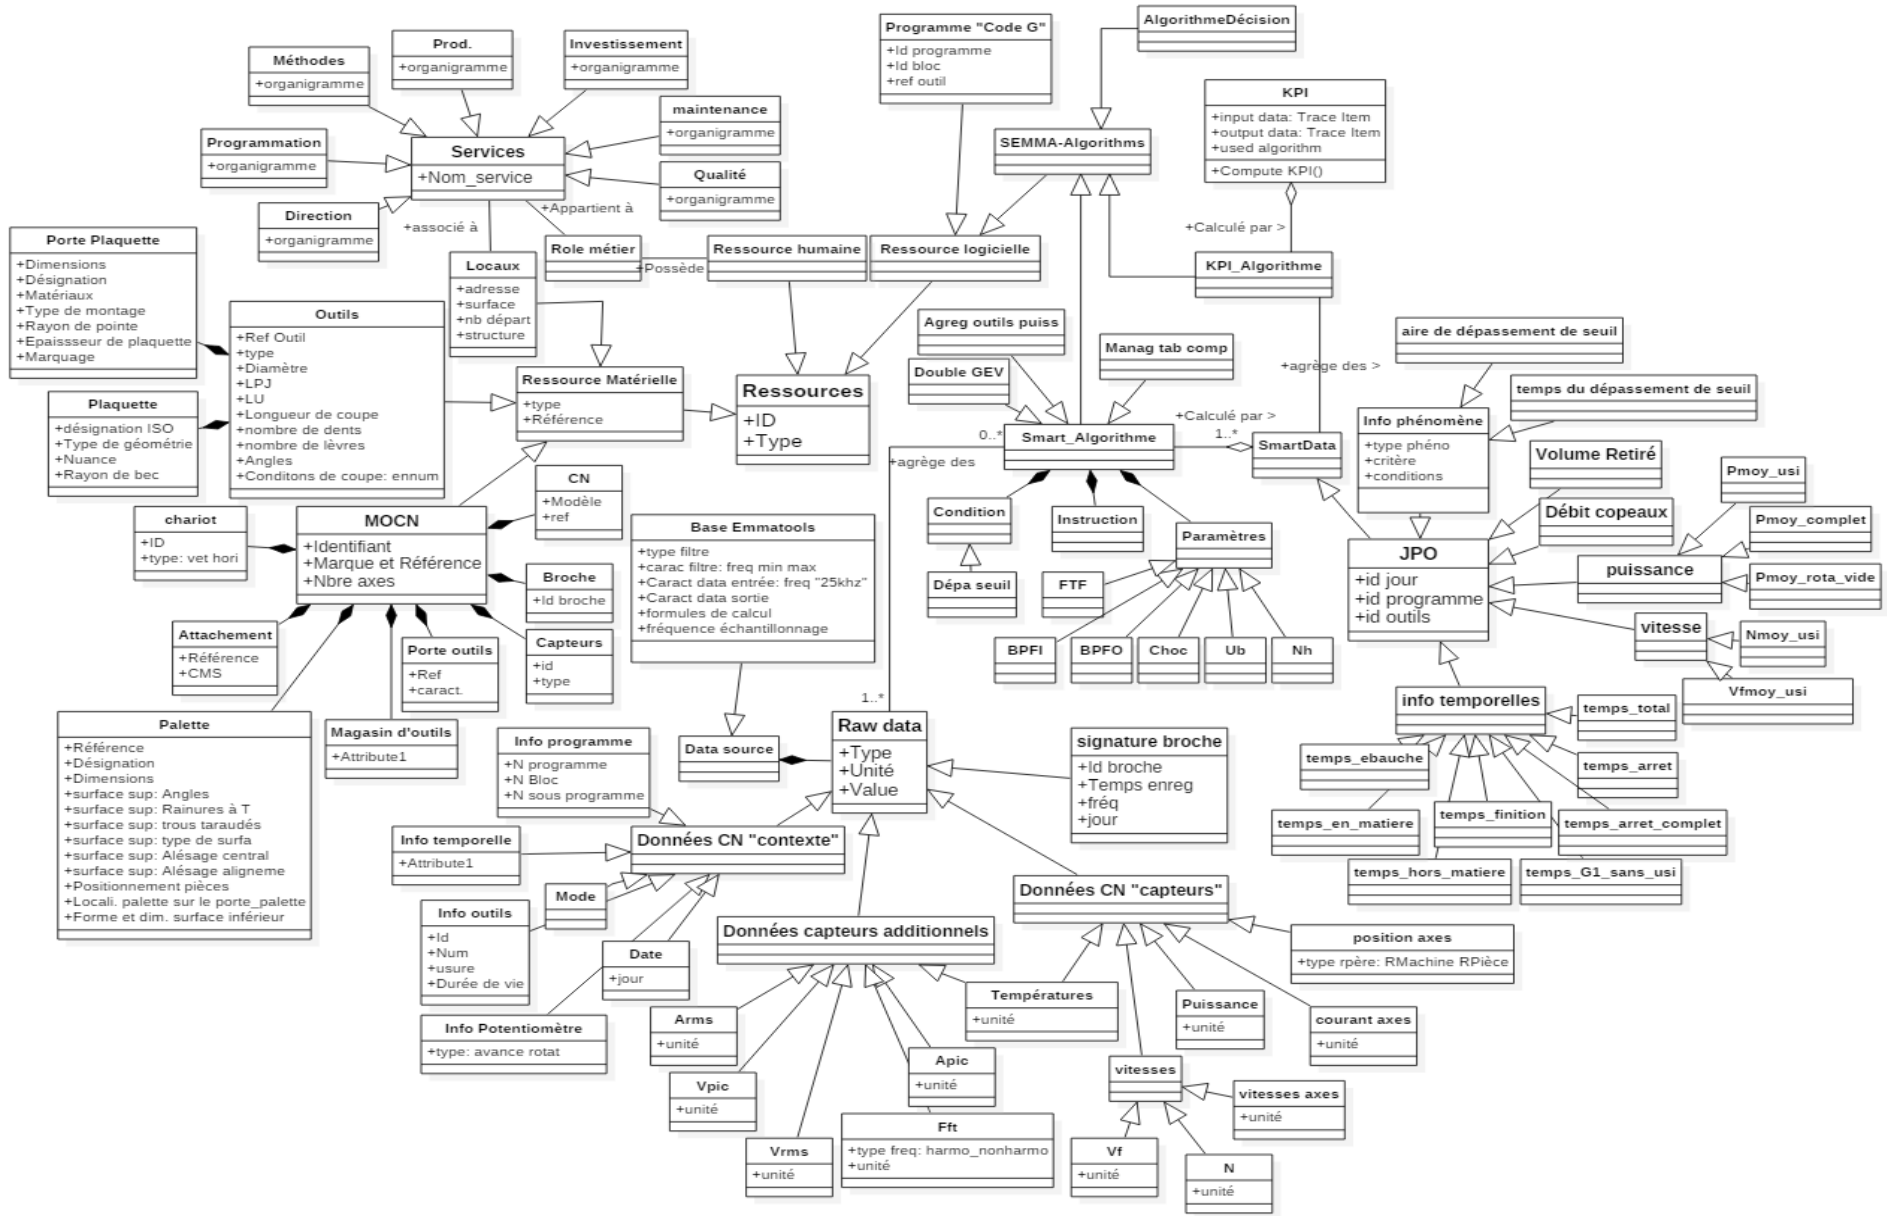 AlgorithmeDécision
Programme "Code G"
+Id programme
+Id bloc
+ref outil
Prod.
+organigramme
Investissement
+organigramme
Méthodes
+organigramme
KPI
+input data: Trace Item
+output data: Trace Item
+used algorithm
+Compute KPI()
maintenance
+organigramme
Programmation
+organigramme
Services
+Nom_service
SEMMA-Algorithms
Qualité
+organigramme
Direction
+organigramme
+associé à
+Appartient à
+Calculé par >
Porte Plaquette
+Dimensions
+Désignation
+Matériaux
+Type de montage
+Rayon de pointe
+Epaissseur de plaquette
+Marquage
Role métier
+Possède
Ressource humaine
Ressource logicielle
KPI_Algorithme
Locaux
+adresse
+surface
+nb départ
+structure
Outils
+Ref Outil
+type
+Diamètre
+LPJ
+LU
+Longueur de coupe
+nombre de dents
+nombre de lèvres
+Angles
+Conditons de coupe: ennum
Agreg outils puiss
Manag tab comp
Double GEV
aire de dépassement de seuil
+agrège des >
temps du dépassement de seuil
Plaquette
+désignation ISO
+Type de géométrie
+Nuance
+Rayon de bec
Ressource Matérielle
+type
+Référence
Ressources
+ID
+Type
+Calculé par >
0..*
1..*
Smart_Algorithme
SmartData
+agrège des
Info phénomène
+type phéno
+critère
+conditions
Volume Retiré
Pmoy_usi
CN
+Modèle
+ref
chariot
+ID
+type: vet hori
MOCN
+Identifiant
+Marque et Référence
+Nbre axes
Base Emmatools
+type filtre
+carac filtre: freq min max
+Caract data entrée: freq "25khz"
+Caract data sortie
+formules de calcul
+fréquence échantillonnage
Condition
Instruction
Paramètres
Débit copeaux
Pmoy_complet
JPO
+id jour
+id programme
+id outils
puissance
Pmoy_rota_vide
Broche
+Id broche
Dépa seuil
FTF
vitesse
Nmoy_usi
Vfmoy_usi
Attachement
+Référence
+CMS
Porte outils
+Ref
+caract.
Capteurs
+id
+type
BPFI
BPFO
Choc
Ub
Nh
1..*
info temporelles
temps_total
Palette
+Référence
+Désignation
+Dimensions
+surface sup: Angles
+surface sup: Rainures à T
+surface sup: trous taraudés
+surface sup: type de surfa
+surface sup: Alésage central
+surface sup: Alésage aligneme
+Positionnement pièces
+Locali. palette sur le porte_palette
+Forme et dim. surface inférieur
Magasin d'outils
+Attribute1
Info programme
+N programme
+N Bloc
+N sous programme
Data source
Raw data
+Type
+Unité
+Value
signature broche
+Id broche
+Temps enreg
+fréq
+jour
temps_ebauche
temps_arret
temps_en_matiere
temps_finition
temps_arret_complet
temps_hors_matiere
temps_G1_sans_usi
Info temporelle
+Attribute1
Données CN "contexte"
Mode
Info outils
+Id
+Num
+usure
+Durée de vie
Données CN "capteurs"
Données capteurs additionnels
Date
+jour
position axes
+type rpère: RMachine RPièce
Info Potentiomètre
+type: avance rotat
Arms
+unité
Températures
+unité
Puissance
+unité
courant axes
+unité
Vpic
+unité
Apic
+unité
vitesses
vitesses axes
+unité
Fft
+type freq: harmo_nonharmo
+unité
Vrms
+unité
Vf
+unité
N
+unité